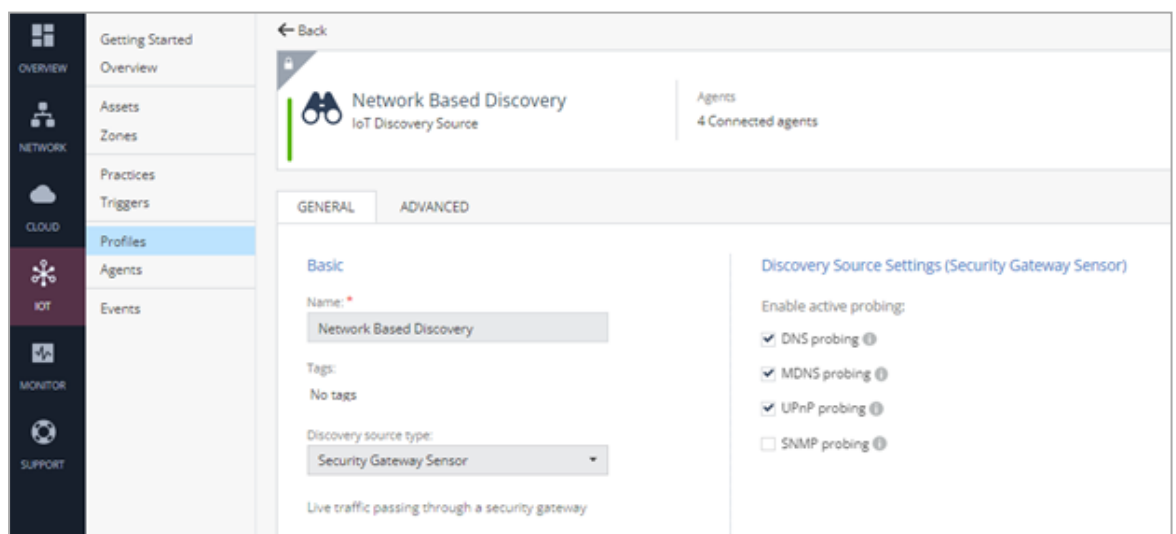 OVERVIEW
NETWORK
CLOUD
IOT
MONITOR
SUPPORT
Getting Started
Overview
Assets
Zones
Practices
Triggers
Profiles
Agents
Events
Back
Network Based Discovery
IoT Discovery Source
Agents
4 Connected agents
GENERAL
ADVANCED
Basic
Name: *
Network Based Discovery
Tags:
No tags
Discovery source type:
Security Gateway Sensor
Live traffic passing through a security gateway
Discovery Source Settings (Security Gateway Sensor)
Enable active probing:
DNS probing
MDNS probing
UPnP probing
SNMP probing